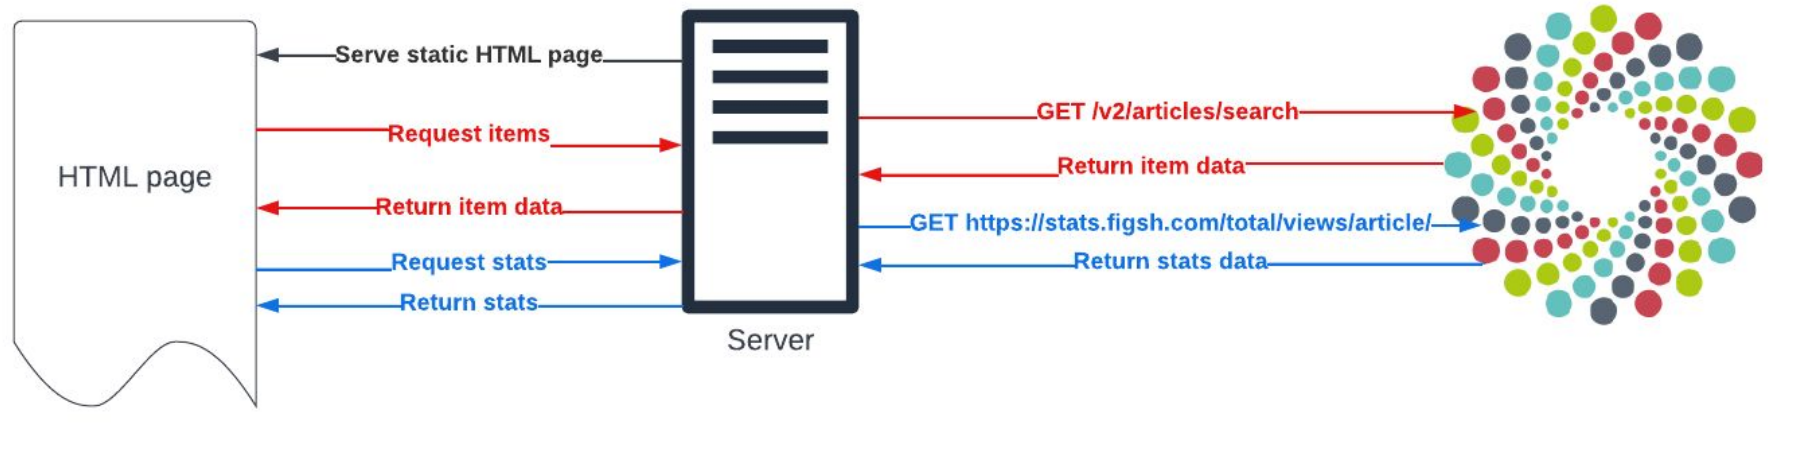 Serve static HTML page
GET /v2/articles/search
Request items
Return item data
HTML page
Return item data
GET https://stats.figsh.com/total/views/article/
Request stats
Return stats data
Return stats
Server